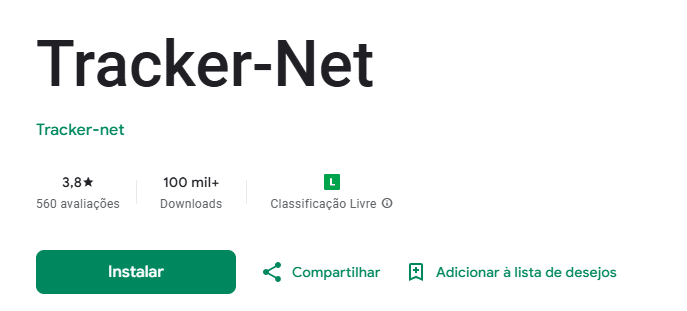 Tracker-Net
Tracker-net
3,8★ 100 mil+ L
560 avaliações Downloads Classificação Livre
Instalar Compartilhar Adicionar à lista de desejos